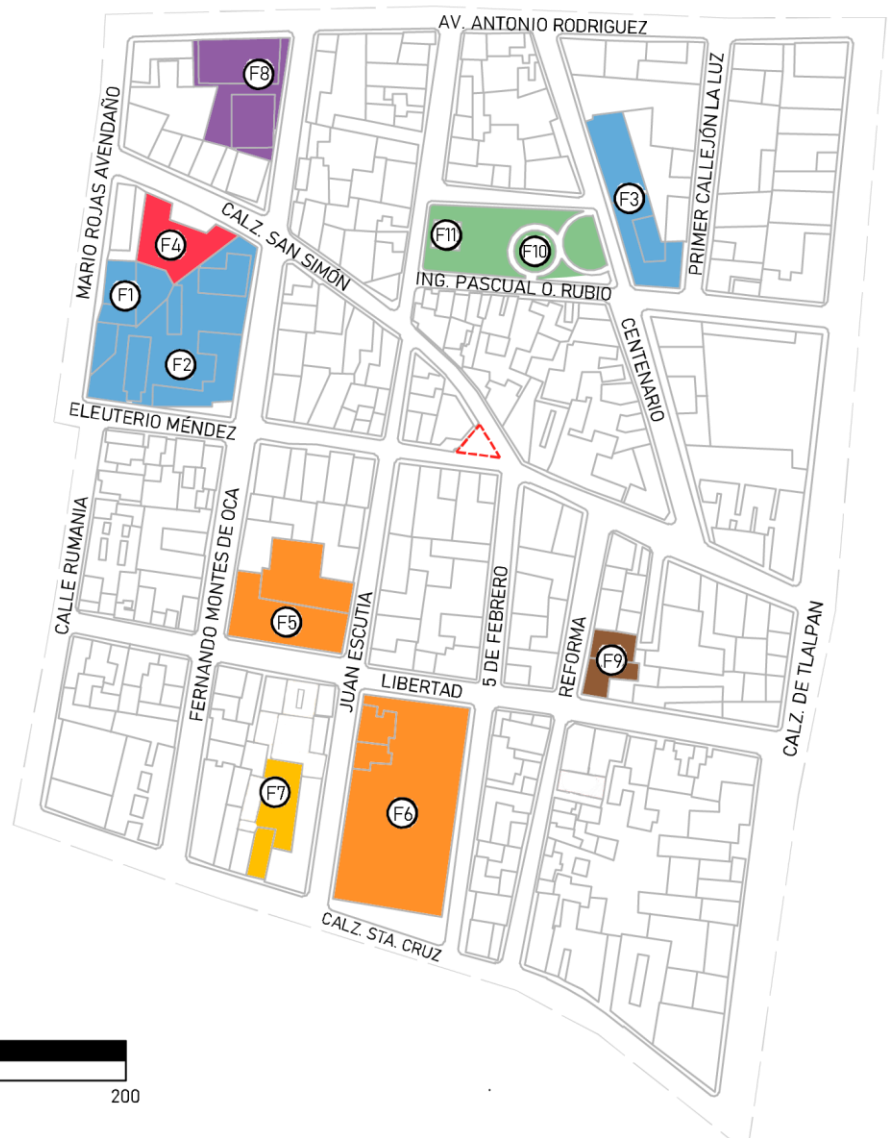 AV. ANTONIO RODRIGUEZ
F8
MARIO ROJAS AVENDAÑO
PRIMER CALLEJÓN LA LUZ
F3
F4
CALZ. SAN SIMÓN
F11
F10
ING. PASCUAL O. RUBIO
F1
F2
CENTENARIO
ELEUTERIO MÉNDEZ
CALLE RUMANIA
FERNANDO MONTES DE OCA
F5
JUAN ESCUTIA
5 DE FEBRERO
REFORMA
F9
CALZ. DE TLALPAN
LIBERTAD
F7
F6
CALZ. STA. CRUZ
200